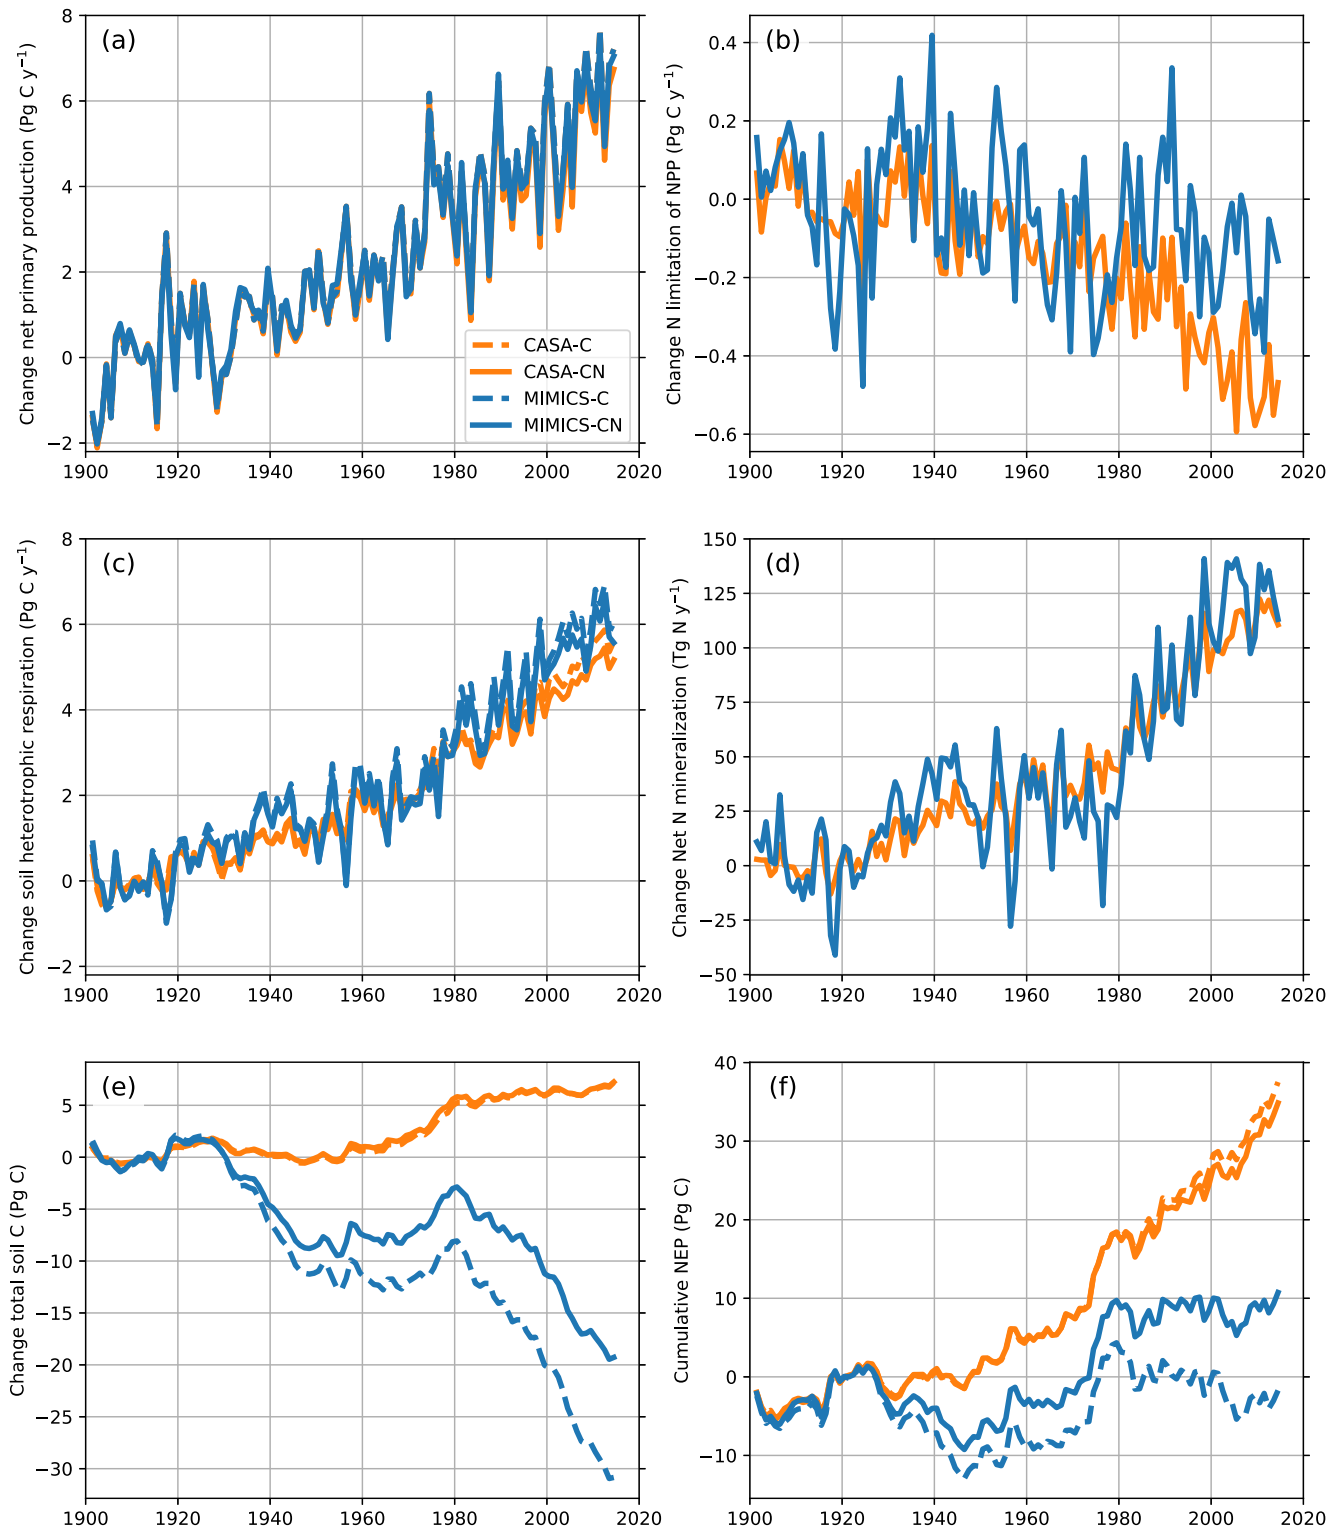 (a)
Change net primary production (Pg C y⁻¹)
8
6
4
2
0
−2
1900 1920 1940 1960 1980 2000 2020
CASA-C
CASA-CN
MIMICS-C
MIMICS-CN
(b)
Change N limitation of NPP (Pg C y⁻¹)
0.4
0.2
0.0
−0.2
−0.4
−0.6
1900 1920 1940 1960 1980 2000 2020
(c)
Change soil heterotrophic respiration (Pg C y⁻¹)
8
6
4
2
0
−2
1900 1920 1940 1960 1980 2000 2020
(d)
Change Net N mineralization (Tg N y⁻¹)
150
125
100
75
50
25
0
−25
−50
1900 1920 1940 1960 1980 2000 2020
(e)
Change total soil C (Pg C)
5
0
−5
−10
−15
−20
−25
−30
1900 1920 1940 1960 1980 2000 2020
(f)
Cumulative NEP (Pg C)
40
30
20
10
0
−10
1900 1920 1940 1960 1980 2000 2020